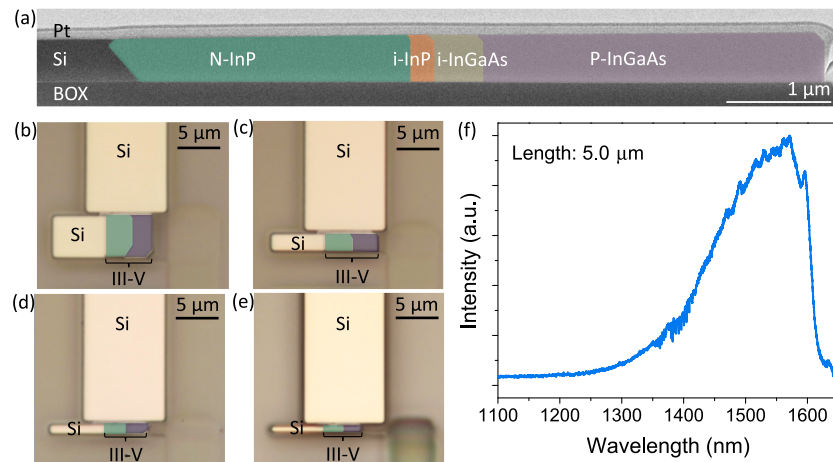 (a)
Pt
Si
N-InP
i-InP
i-InGaAs
P-InGaAs
BOX
1 μm
(b)
5 μm
Si
Si
III-V
(c)
5 μm
Si
Si
III-V
(d)
5 μm
Si
Si
III-V
(e)
5 μm
Si
Si
III-V
(f)
Length: 5.0 μm
Intensity (a.u.)
1100 1200 1300 1400 1500 1600
Wavelength (nm)